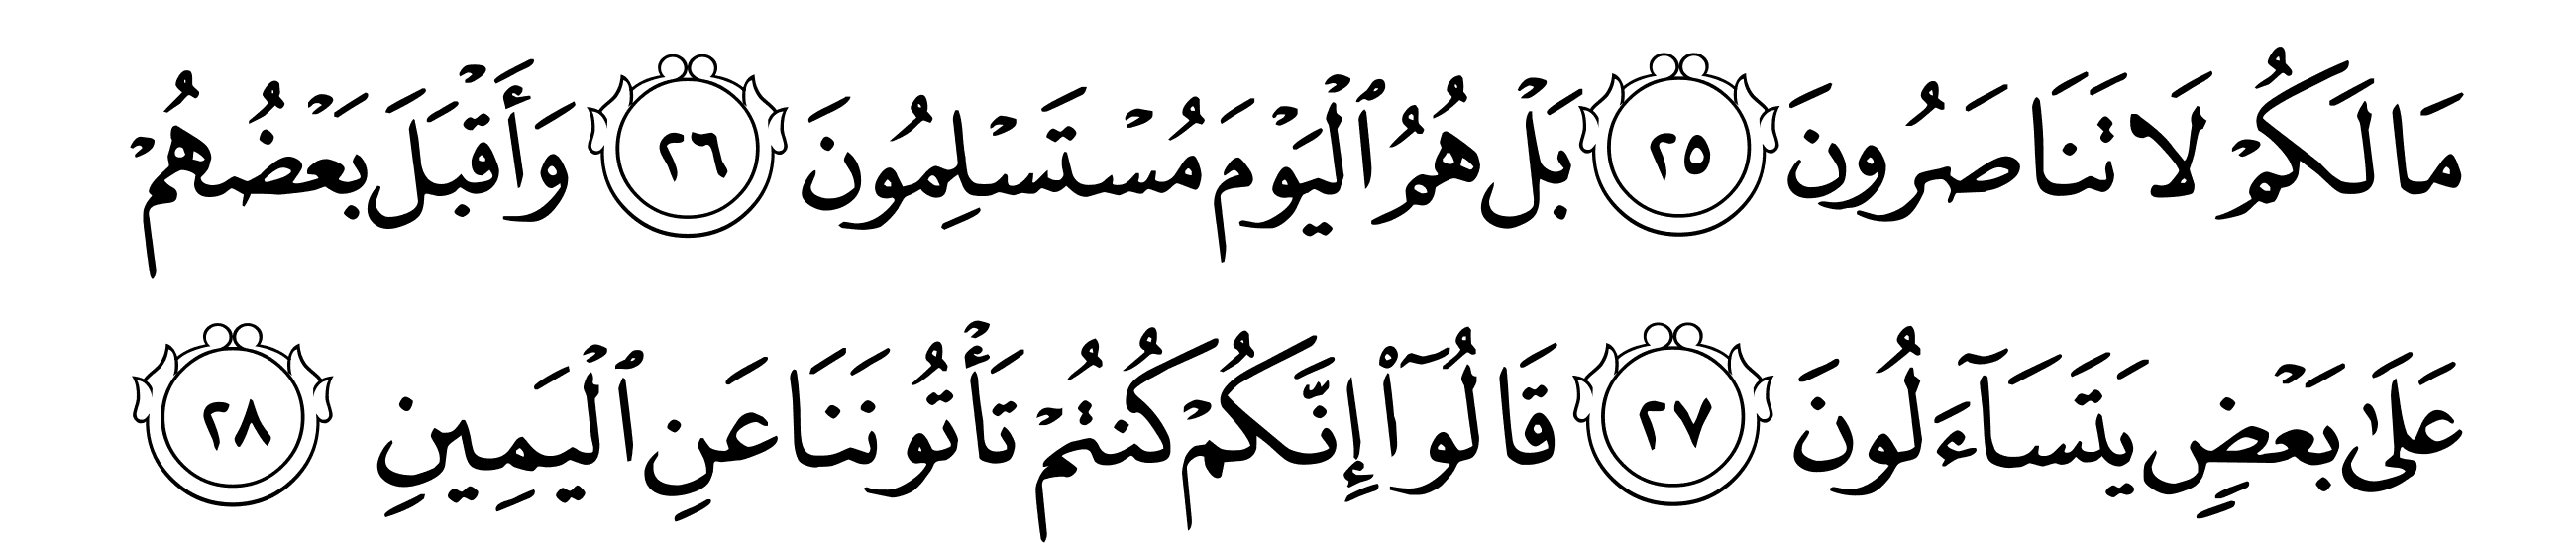 مَا لَكُمْ لَا تَنَاصَرُونَ ٢٥ بَلْ هُمُ ٱلْيَوْمَ مُسْتَسْلِمُونَ ٢٦ وَأَقْبَلَ بَعْضُهُمْ
عَلَىٰ بَعْضٍ يَتَسَآءَلُونَ ٢٧ قَالُوٓا۟ إِنَّكُمْ كُنتُمْ تَأْتُونَنَا عَنِ ٱلْيَمِينِ ٢٨